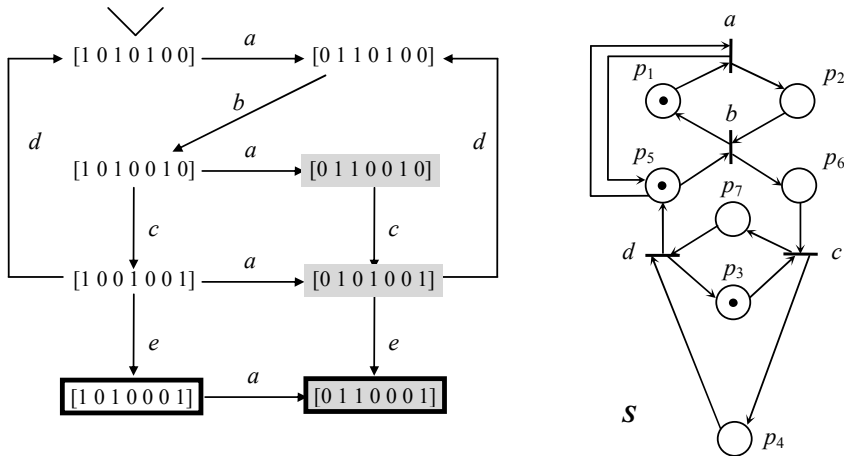 a
[1 0 1 0 1 0 0] a [0 1 1 0 1 0 0]
p1 p2
b b
d d
p5 p6
[1 0 1 0 0 1 0] a [0 1 1 0 0 1 0]
p7
c c
d c
p3
[1 0 0 1 0 0 1] a [0 1 0 1 0 0 1]
e e
[1 0 1 0 0 0 1] a [0 1 1 0 0 0 1]
S p4